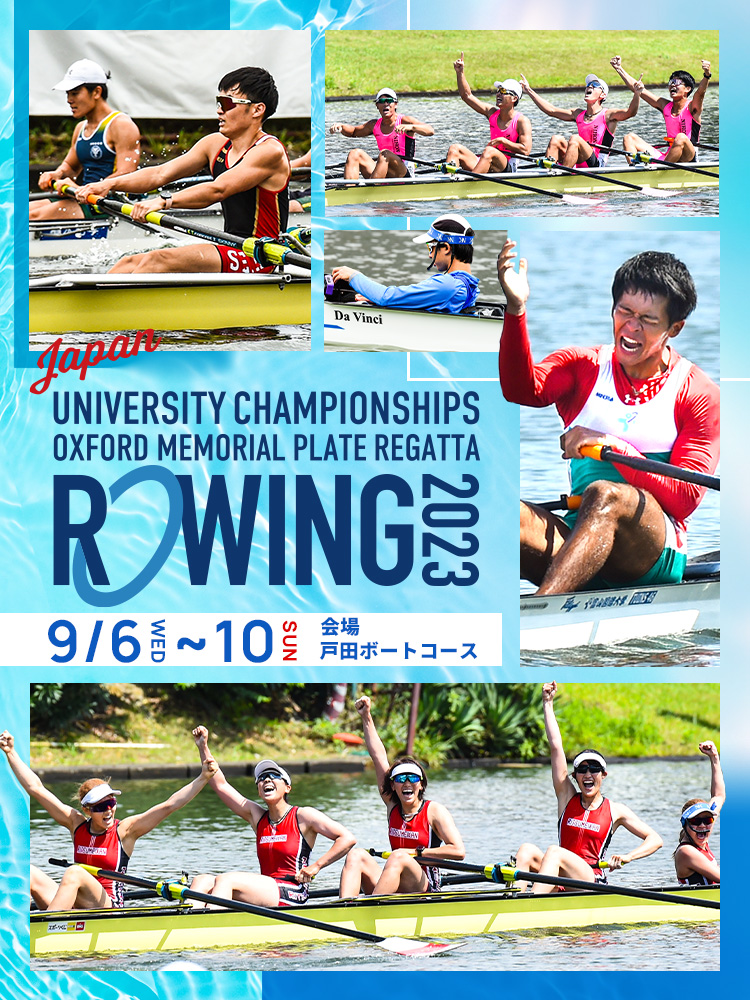 Da Vinci
Japan
UNIVERSITY CHAMPIONSHIPS
OXFORD MEMORIAL PLATE REGATTA
ROWING 2023
9/6 WED ~10 SUN
会場
戸田ボートコース